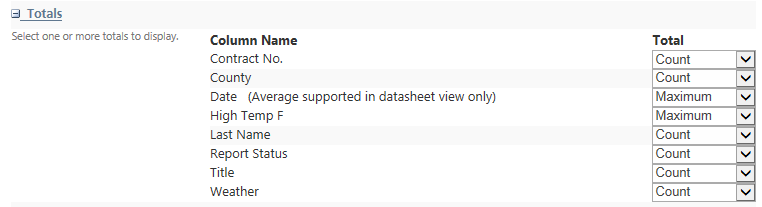 Totals
Select one or more totals to display.
Column Name Total
Contract No. Count
County Count
Date (Average supported in datasheet view only) Maximum
High Temp F Maximum
Last Name Count
Report Status Count
Title Count
Weather Count